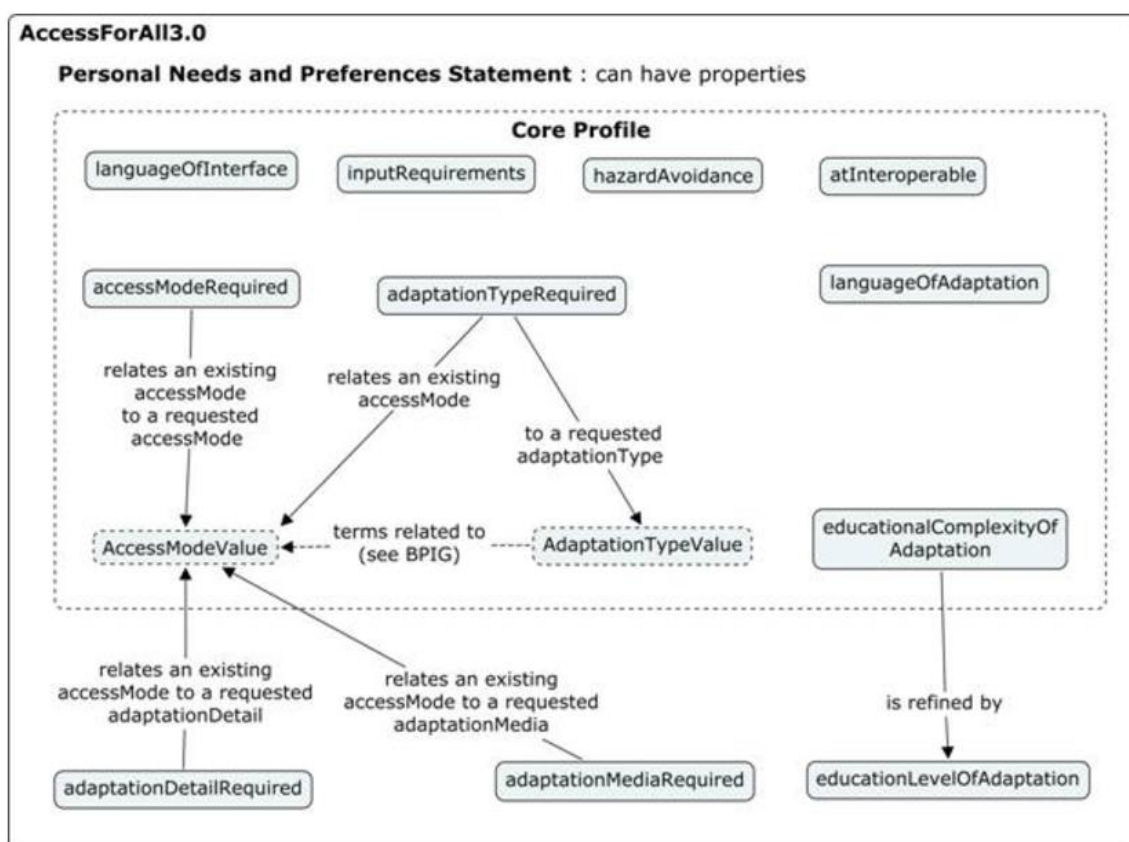 AccessForAll3.0
Personal Needs and Preferences Statement : can have properties
Core Profile
languageOfInterface
inputRequirements
hazardAvoidance
atInteroperable
accessModeRequired
adaptationTypeRequired
languageOfAdaptation
relates an existing
accessMode
to a requested
accessMode
relates an existing
accessMode
to a requested
adaptationType
AccessModeValue
terms related to
(see BPIG)
AdaptationTypeValue
educationalComplexityOf
Adaptation
relates an existing
accessMode to a requested
adaptationDetail
relates an existing
accessMode to a requested
adaptationMedia
is refined by
adaptationDetailRequired
adaptationMediaRequired
educationLevelOfAdaptation